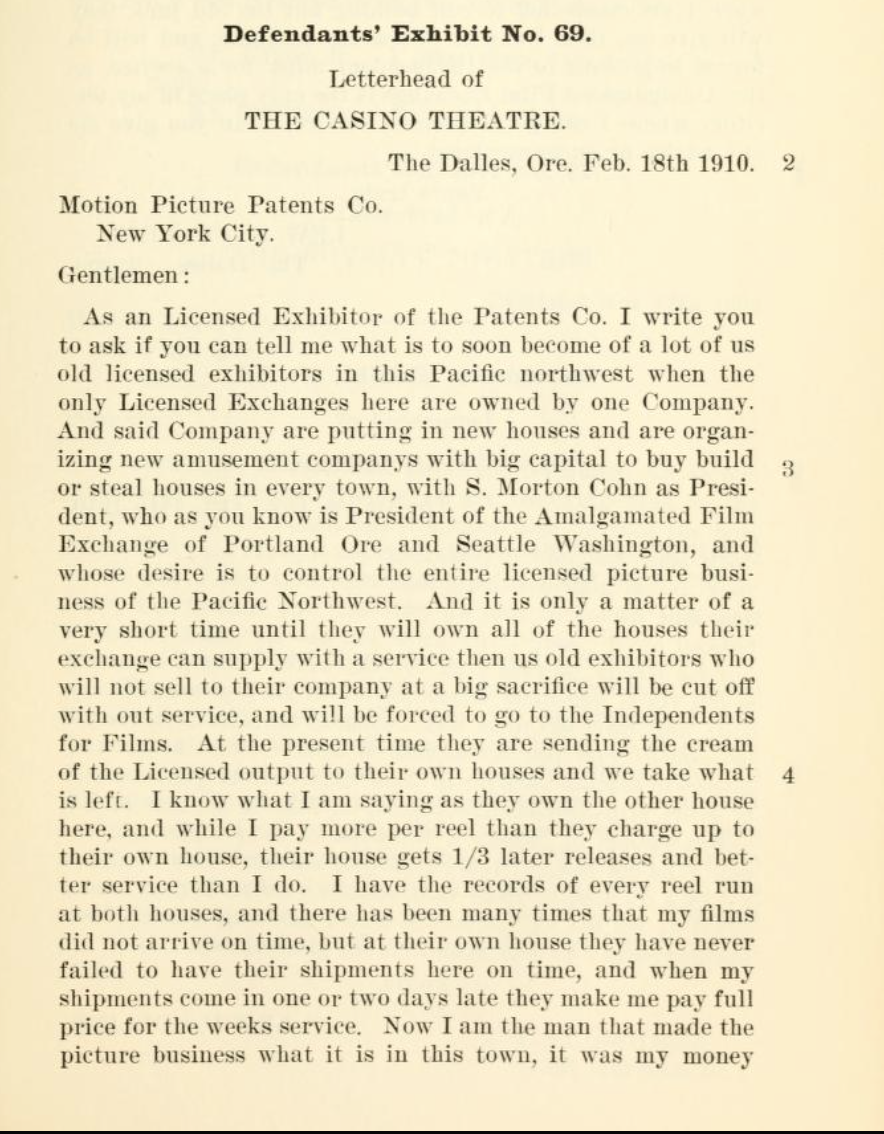 Defendants' Exhibit No. 69.
Letterhead of
THE CASINO THEATRE.
The Dalles, Ore. Feb. 18th 1910. 2
Motion Picture Patents Co.
New York City.
Gentlemen:
As an Licensed Exhibitor of the Patents Co. I write you
to ask if you can tell me what is to soon become of a lot of us
old licensed exhibitors in this Pacific northwest when the
only Licensed Exchanges here are owned by one Company.
And said Company are putting in new houses and are organ-
izing new amusement companys with big capital to buy build 3
or steal houses in every town, with S. Morton Cohn as Presi-
dent, who as you know is President of the Amalgamated Film
Exchange of Portland Ore and Seattle Washington, and
whose desire is to control the entire licensed picture busi-
ness of the Pacific Northwest. And it is only a matter of a
very short time until they will own all of the houses their
exchange can supply with a service then us old exhibitors who
will not sell to their company at a big sacrifice will be cut off
with out service, and will be forced to go to the Independents
for Films. At the present time they are sending the cream
of the Licensed output to their own houses and we take what 4
is left. I know what I am saying as they own the other house
here, and while I pay more per reel than they charge up to
their own house, their house gets 1/3 later releases and bet-
ter service than I do. I have the records of every reel run
at both houses, and there has been many times that my films
did not arrive on time, but at their own house they have never
failed to have their shipments here on time, and when my
shipments come in one or two days late they make me pay full
price for the weeks service. Now I am the man that made the
picture business what it is in this town, it was my money